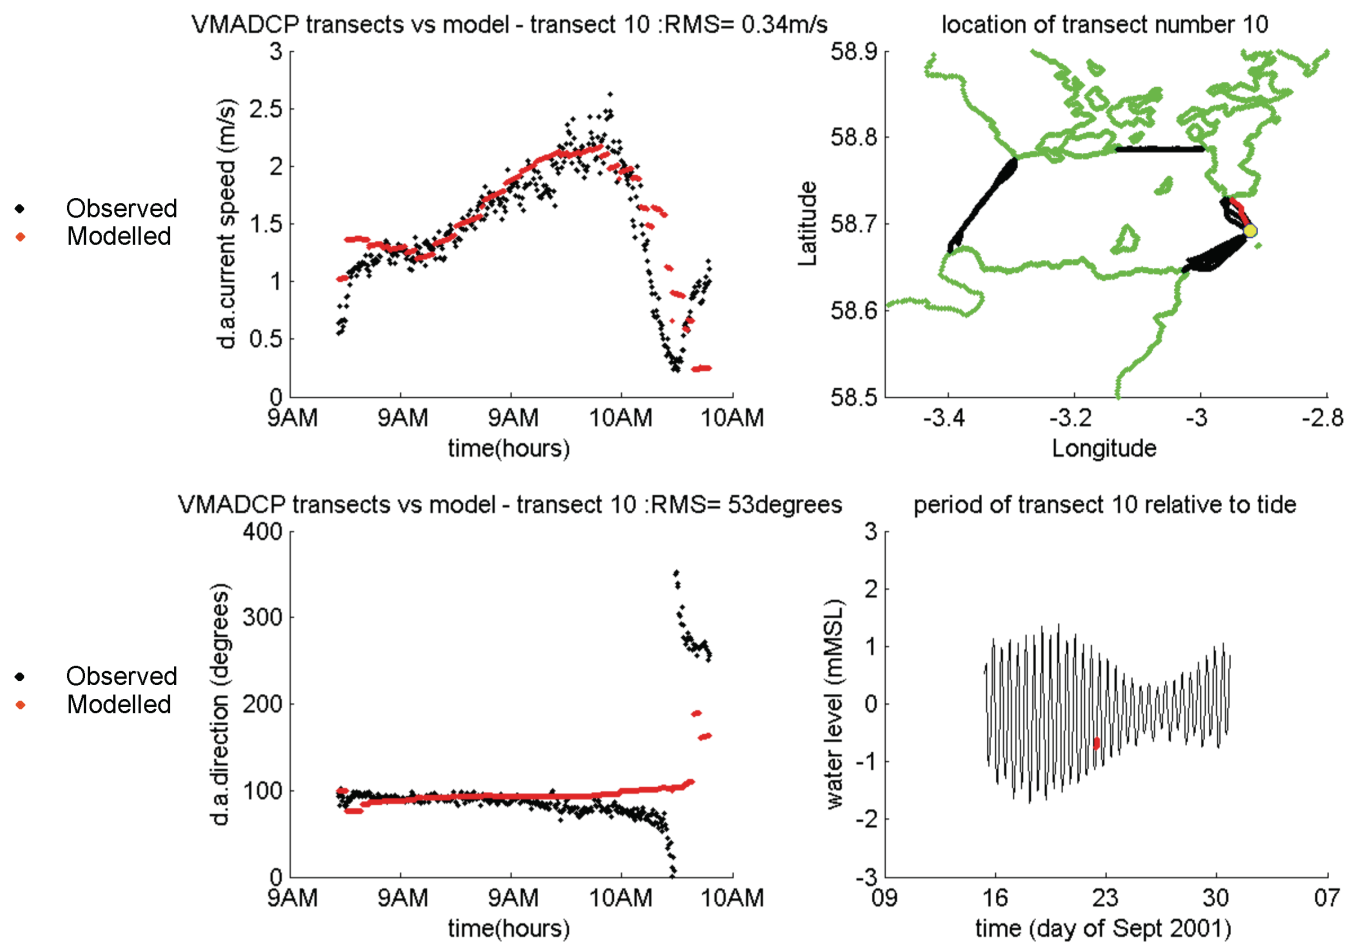 VMADCP transects vs model - transect 10 :RMS= 0.34m/s
3
2.5
2
1.5
1
0.5
0
d.a.current speed (m/s)
9AM 9AM 9AM 10AM 10AM
time(hours)
Observed
Modelled
location of transect number 10
58.9
58.8
58.7
58.6
58.5
Latitude
-3.4 -3.2 -3 -2.8
Longitude
VMADCP transects vs model - transect 10 :RMS= 53degrees
400
300
200
100
0
d.a.direction (degrees)
9AM 9AM 9AM 10AM 10AM
time(hours)
Observed
Modelled
period of transect 10 relative to tide
3
2
1
0
-1
-2
-3
water level (mMSL)
09 16 23 30 07
time (day of Sept 2001)